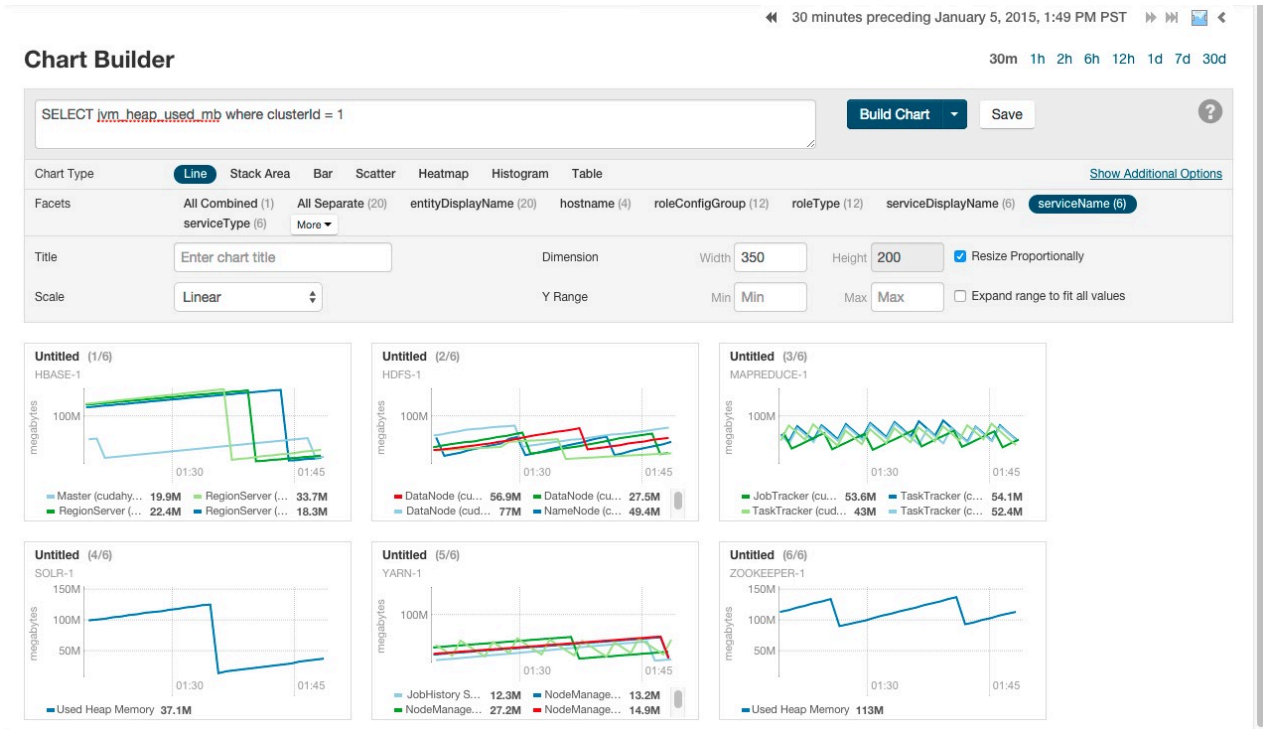 30 minutes preceding January 5, 2015, 1:49 PM PST
Chart Builder
30m 1h 2h 6h 12h 1d 7d 30d
SELECT jvm_heap_used_mb where clusterId = 1
Build Chart
Save
?
Chart Type Line Stack Area Bar Scatter Heatmap Histogram Table Show Additional Options
Facets All Combined (1) All Separate (20) entityDisplayName (20) hostname (4) roleConfigGroup (12) roleType (12) serviceDisplayName (6) serviceName (6)
serviceType (6) More
Title Enter chart title Dimension Width 350 Height 200 Resize Proportionally
Scale Linear Y Range Min Min Max Max Expand range to fit all values
Untitled (1/6)
HBASE-1
megabytes
100M
01:30 01:45
Master (cudahy... 19.9M RegionServer (... 33.7M
RegionServer (... 22.4M RegionServer (... 18.3M
Untitled (2/6)
HDFS-1
megabytes
100M
01:30 01:45
DataNode (cu... 56.9M DataNode (cu... 27.5M
DataNode (cud... 77M NameNode (c... 49.4M
Untitled (3/6)
MAPREDUCE-1
megabytes
100M
01:30 01:45
JobTracker (cu... 53.6M TaskTracker (c... 54.1M
TaskTracker (cud... 43M TaskTracker (c... 52.4M
Untitled (4/6)
SOLR-1
megabytes
150M
100M
50M
01:30 01:45
Used Heap Memory 37.1M
Untitled (5/6)
YARN-1
megabytes
100M
01:30 01:45
JobHistory S... 12.3M NodeManage... 13.2M
NodeManage... 27.2M NodeManage... 14.9M
Untitled (6/6)
ZOOKEEPER-1
megabytes
150M
100M
50M
01:30 01:45
Used Heap Memory 113M